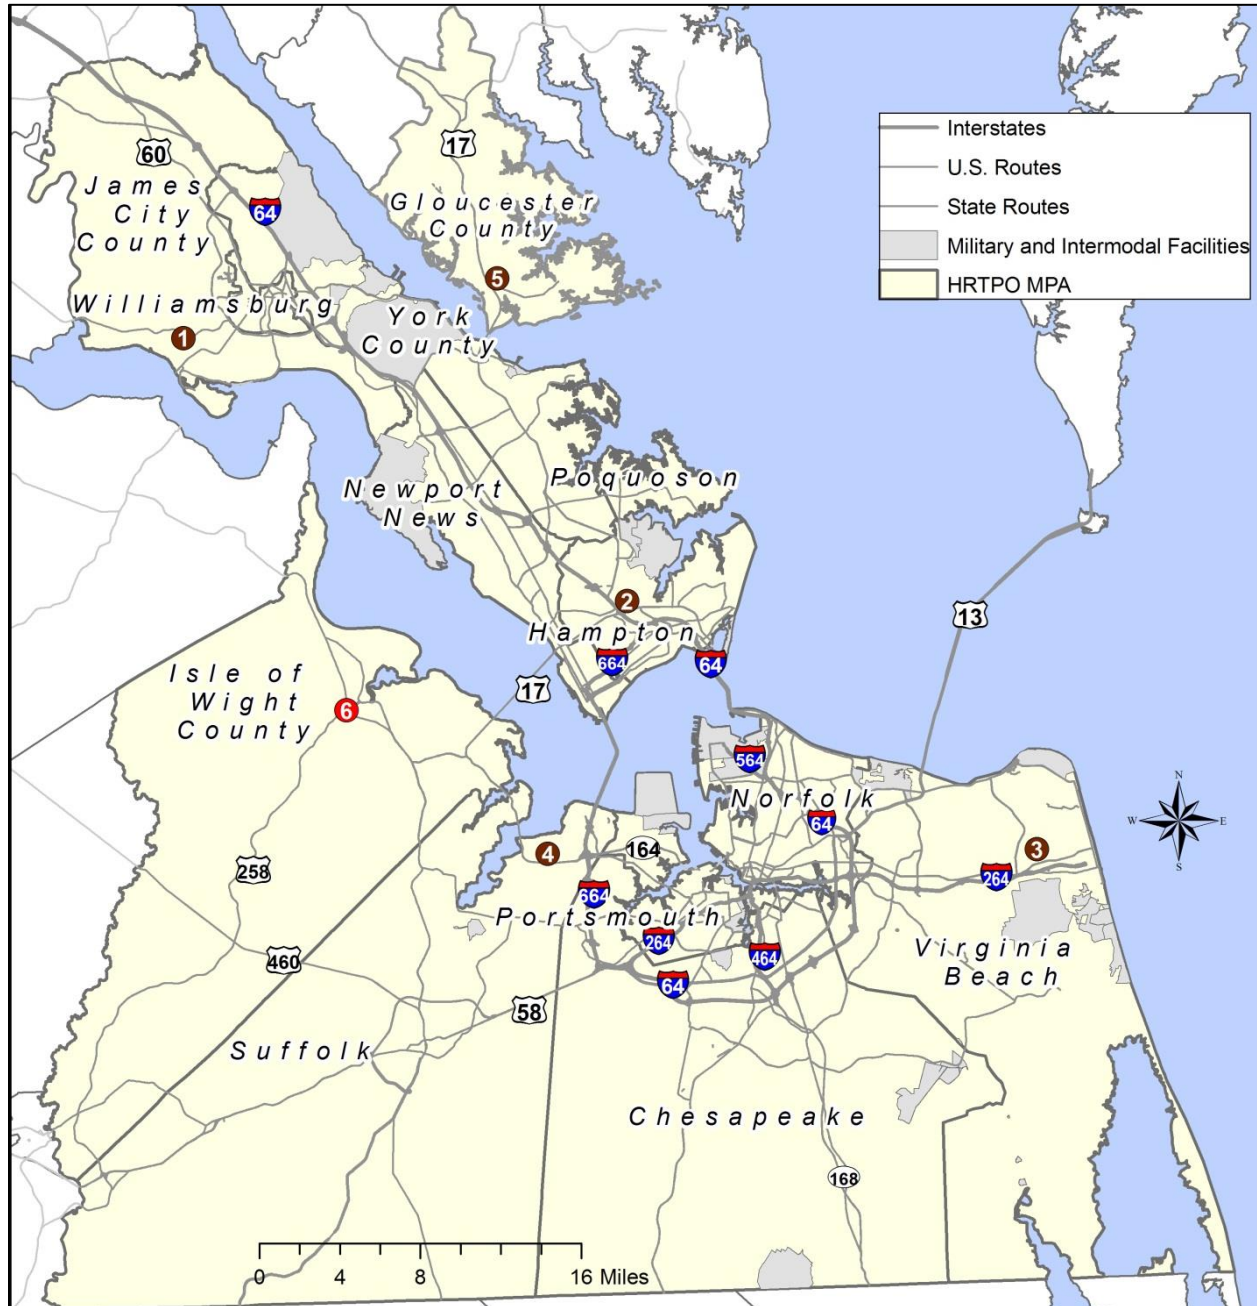 Interstates
U.S. Routes
State Routes
Military and Intermodal Facilities
HRTPO MPA
17
60
James
City
County
64
Gloucester
County
5
Williamsburg
1
York
County
Poquoson
Newport
News
13
2
Hampton
664
64
17
Isle of
Wight
County
6
564
Norfolk
64
N
W
E
S
4
164
3
258
264
664
Portsmouth
264
464
Virginia
Beach
460
64
58
Suffolk
Chesapeake
168
0 4 8 16 Miles